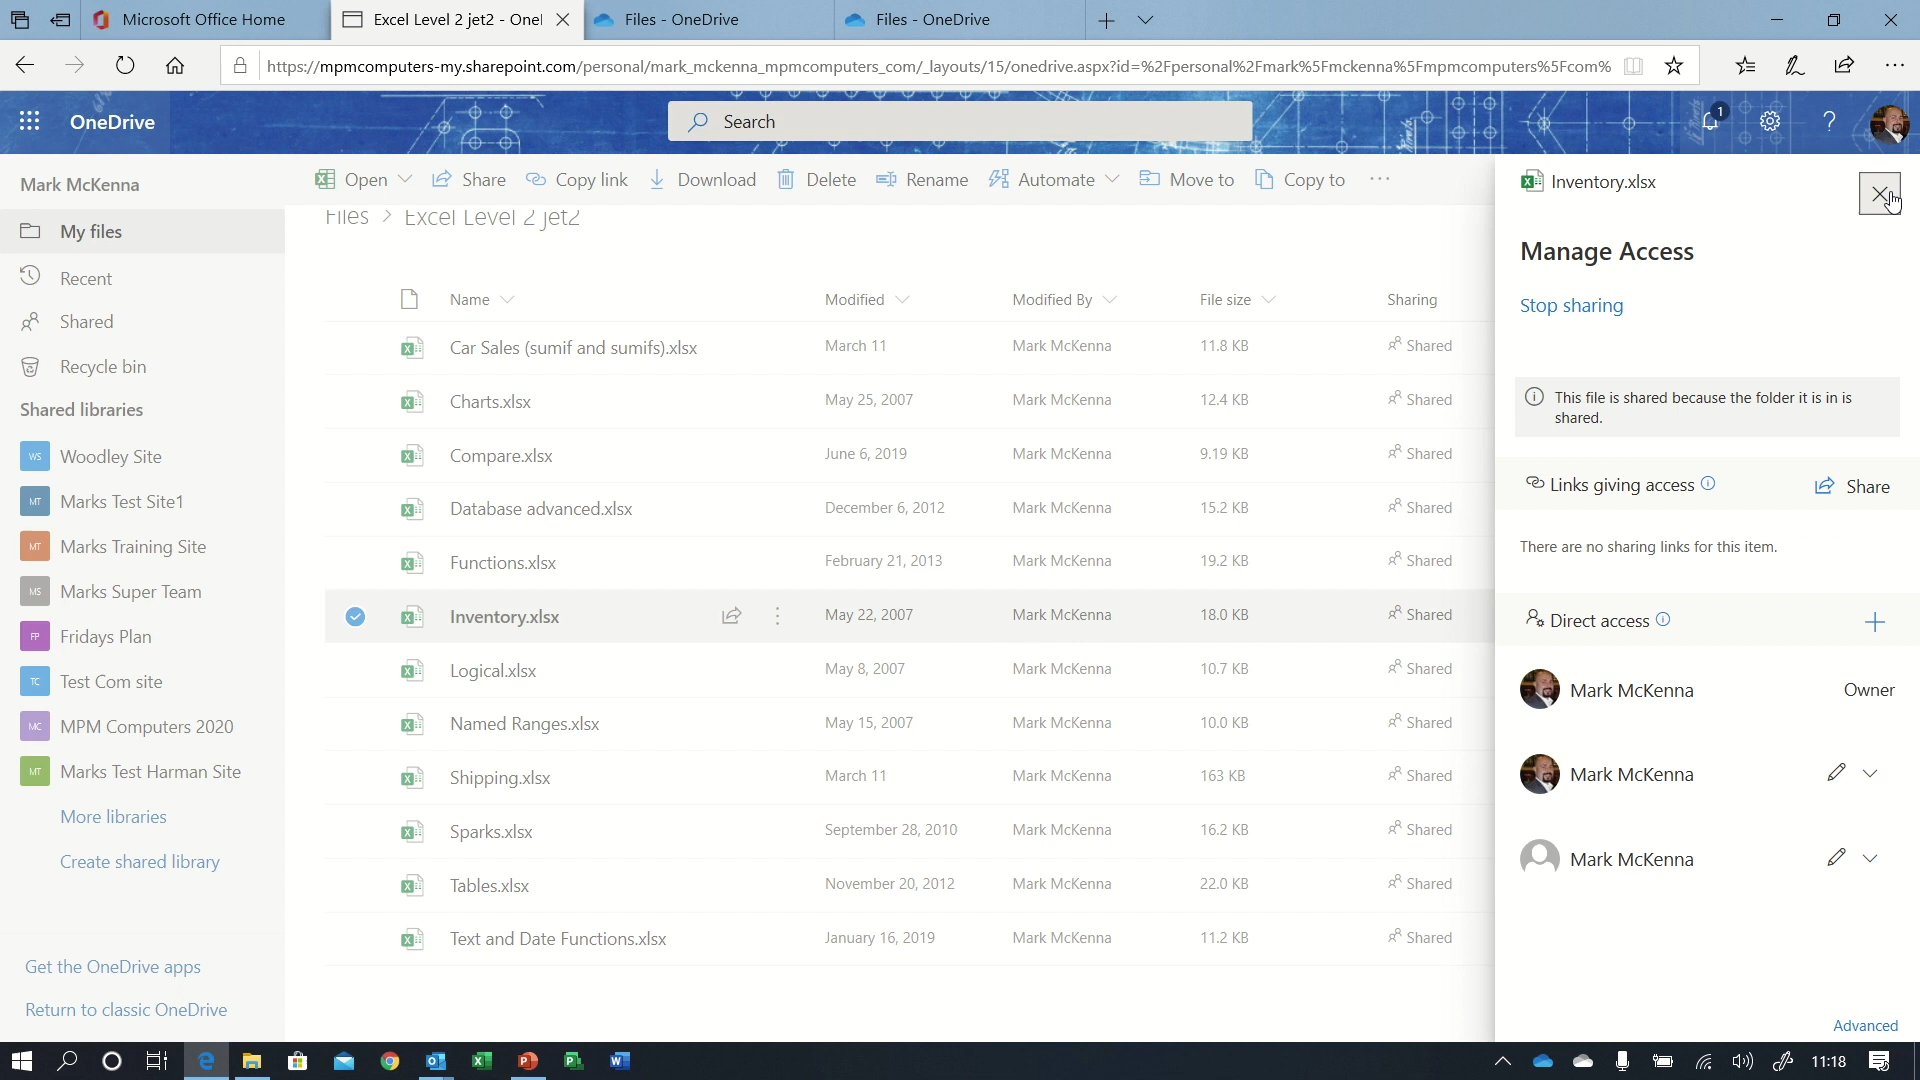 Microsoft Office Home
Excel Level 2 jet2 - Onel
Files - OneDrive
Files - OneDrive
https://mpmcomputers-my.sharepoint.com/personal/mark_mckenna_mpmcomputers_com/_layouts/15/onedrive.aspx?id=%2Fpersonal%2Fmark%5Fmckenna%5Fmpmcomputers%5Fcom%
OneDrive
Search
1
Mark McKenna
Open
Share
Copy link
Download
Delete
Rename
Automate
Move to
Copy to
Files > Excel Level 2 jet2
My files
Recent
Shared
Recycle bin
Shared libraries
WS Woodley Site
MT Marks Test Site1
MT Marks Training Site
MS Marks Super Team
FP Fridays Plan
TC Test Com site
MC MPM Computers 2020
MT Marks Test Harman Site
More libraries
Create shared library
Get the OneDrive apps
Return to classic OneDrive
Name Modified Modified By File size Sharing
Car Sales (sumif and sumifs).xlsx March 11 Mark McKenna 11.8 KB Shared
Charts.xlsx May 25, 2007 Mark McKenna 12.4 KB Shared
Compare.xlsx June 6, 2019 Mark McKenna 9.19 KB Shared
Database advanced.xlsx December 6, 2012 Mark McKenna 15.2 KB Shared
Functions.xlsx February 21, 2013 Mark McKenna 19.2 KB Shared
Inventory.xlsx May 22, 2007 Mark McKenna 18.0 KB Shared
Logical.xlsx May 8, 2007 Mark McKenna 10.7 KB Shared
Named Ranges.xlsx May 15, 2007 Mark McKenna 10.0 KB Shared
Shipping.xlsx March 11 Mark McKenna 163 KB Shared
Sparks.xlsx September 28, 2010 Mark McKenna 16.2 KB Shared
Tables.xlsx November 20, 2012 Mark McKenna 22.0 KB Shared
Text and Date Functions.xlsx January 16, 2019 Mark McKenna 11.2 KB Shared
Inventory.xlsx
Manage Access
Stop sharing
This file is shared because the folder it is in is
shared.
Links giving access
Share
There are no sharing links for this item.
Direct access
Mark McKenna Owner
Mark McKenna
Mark McKenna
Advanced
11:18